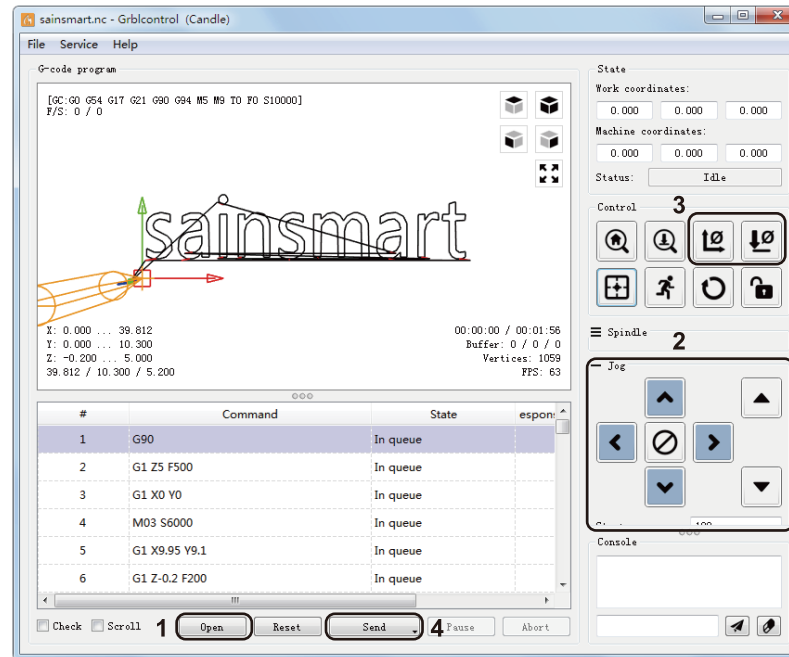 sainsmart.nc - Grblcontrol (Candle)
File Service Help
G-code program
[GC:G0 G54 G17 G21 G90 G94 M5 M9 T0 F0 S10000]
F/S: 0 / 0
sainsmart
X: 0.000 ... 39.812
Y: 0.000 ... 10.300
Z: -0.200 ... 5.000
39.812 / 10.300 / 5.200
00:00:00 / 00:01:56
Buffer: 0 / 0 / 0
Vertices: 1059
FPS: 63
# Command State espons
1 G90 In queue
2 G1 Z5 F500 In queue
3 G1 X0 Y0 In queue
4 M03 S6000 In queue
5 G1 X9.95 Y9.1 In queue
6 G1 Z-0.2 F200 In queue
Check Scroll 1 Open Reset Send 4 Pause Abort
State
Work coordinates:
0.000 0.000 0.000
Machine coordinates:
0.000 0.000 0.000
Status: Idle
Control 3
Spindle 2
Jog
Console